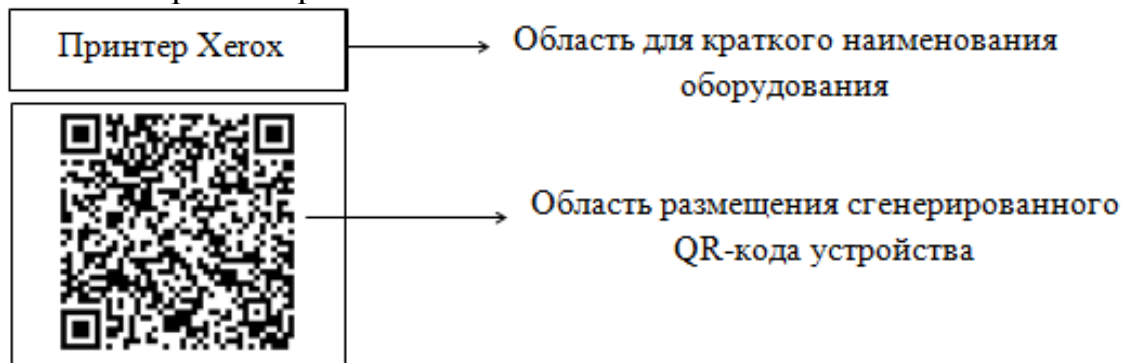 Принтер Xerox
Область для краткого наименования
оборудования
Область размещения сгенерированного
QR-кода устройства